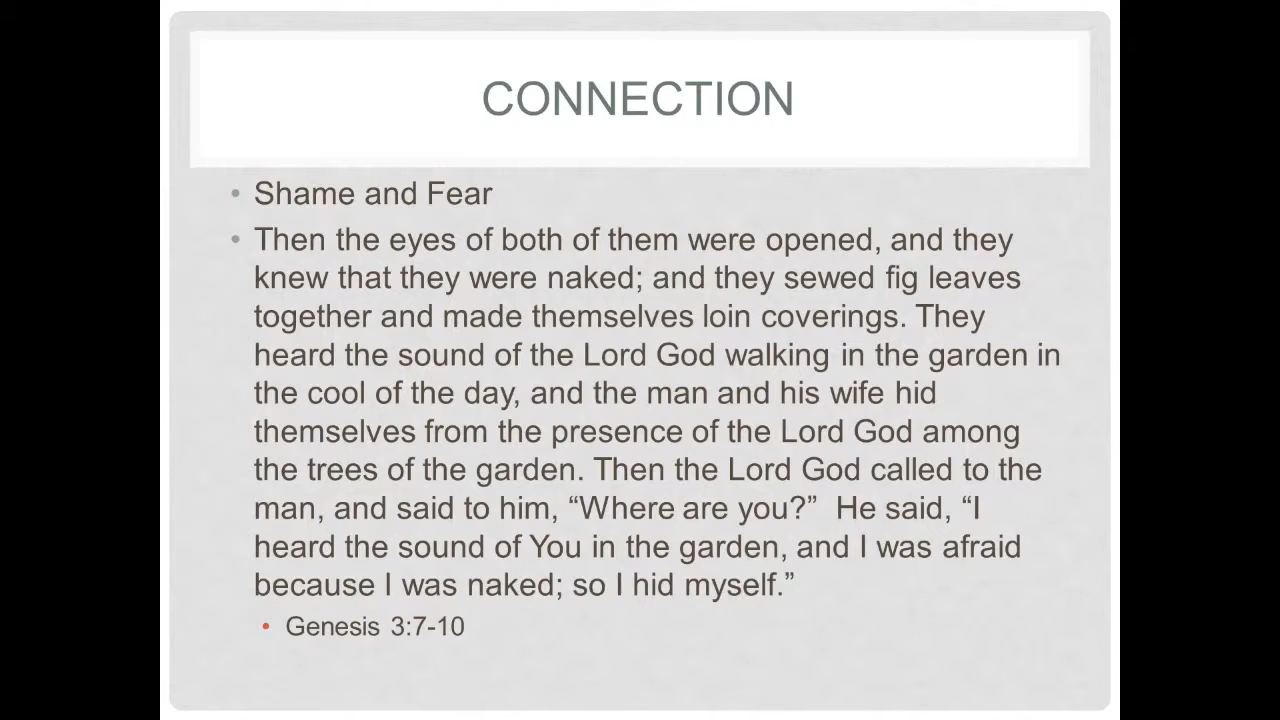 CONNECTION
• Shame and Fear
• Then the eyes of both of them were opened, and they
knew that they were naked; and they sewed fig leaves
together and made themselves loin coverings. They
heard the sound of the Lord God walking in the garden in
the cool of the day, and the man and his wife hid
themselves from the presence of the Lord God among
the trees of the garden. Then the Lord God called to the
man, and said to him, “Where are you?”  He said, “I
heard the sound of You in the garden, and I was afraid
because I was naked; so I hid myself.”
• Genesis 3:7-10